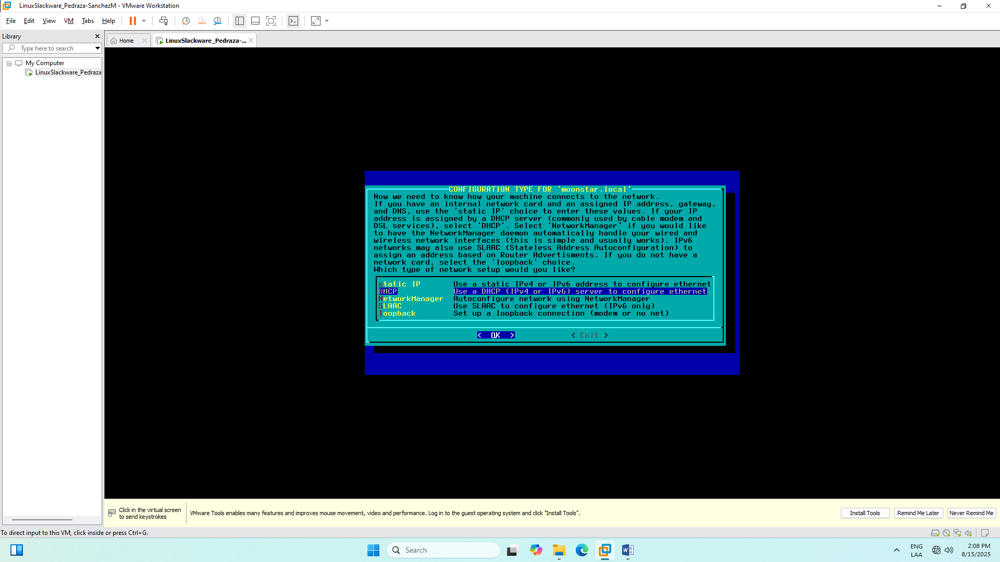 LinuxSlackware_Pedraza-SanchezM - VMware Workstation
File Edit View VM Tabs Help
Library
Type here to search
My Computer
LinuxSlackware_Pedraza
Home
LinuxSlackware_Pedraza-...
CONFIGURATION TYPE FOR 'moonstar.local'
Now we need to know how your machine connects to the network.
If you have an internal network card and an assigned IP address, gateway,
and DNS, use the 'static IP' choice to enter these values. If your IP
address is assigned by a DHCP server (commonly used by cable modem and
DSL services), select 'DHCP'. Select 'NetworkManager' if you would like
to have the NetworkManager daemon automatically handle your wired and
wireless network interfaces (this is simple and usually works). IPv6
networks may also use SLAAC (Stateless Address Autoconfiguration) to
assign an address based on Router Advertisments. If you do not have a
network card, select the 'loopback' choice.
Which type of network setup would you like?
static IP Use a static IPv4 or IPv6 address to configure ethernet
DHCP Use a DHCP (IPv4 or IPv6) server to configure ethernet
NetworkManager Autoconfigure network using NetworkManager
SLAAC Use SLAAC to configure ethernet (IPv6 only)
loopback Set up a loopback connection (modem or no net)
< OK > < Exit >
Click in the virtual screen
to send keystrokes
VMware Tools enables many features and improves mouse movement, video and performance. Log in to the guest operating system and click "Install Tools".
Install Tools Remind Me Later Never Remind Me
To direct input to this VM, click inside or press Ctrl+G.
Search
ENG
LAA
2:08 PM
8/15/2025